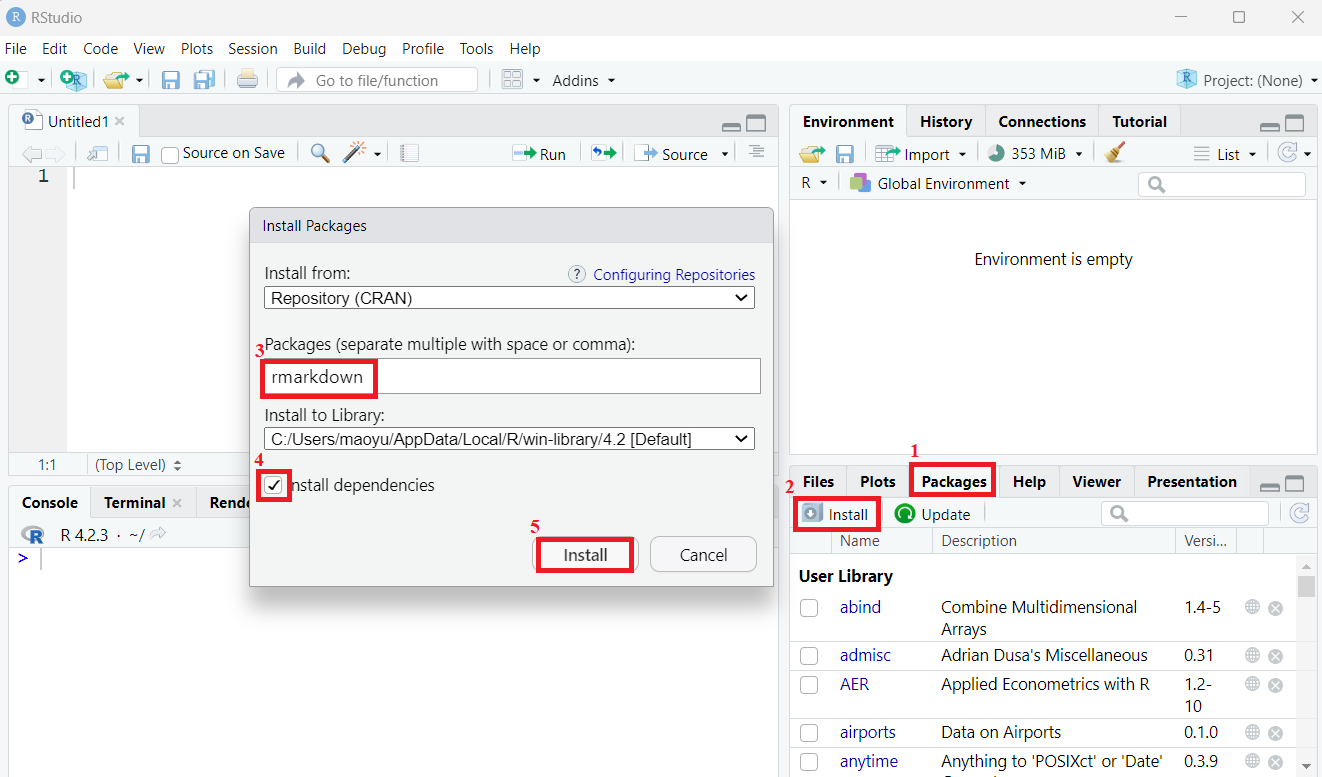 RStudio
File Edit Code View Plots Session Build Debug Profile Tools Help
Go to file/function Addins Project: (None)
Untitled1
Source on Save Run Source
1
1:1 (Top Level)
Console Terminal
R 4.2.3 · ~/
>
Install Packages
Install from:
? Configuring Repositories
Repository (CRAN)
3
Packages (separate multiple with space or comma):
rmarkdown
Install to Library:
C:/Users/maoyu/AppData/Local/R/win-library/4.2 [Default]
4
nstall dependencies
5
Install Cancel
Environment History Connections Tutorial
Import 353 MiB List
R Global Environment
Environment is empty
1
2
Files Plots Packages Help Viewer Presentation
Install Update
Name Description Versi...
User Library
abind Combine Multidimensional 1.4-5
Arrays
admisc Adrian Dusa's Miscellaneous 0.31
AER Applied Econometrics with R 1.2-
10
airports Data on Airports 0.1.0
anytime Anything to 'POSIXct' or 'Date' 0.3.9